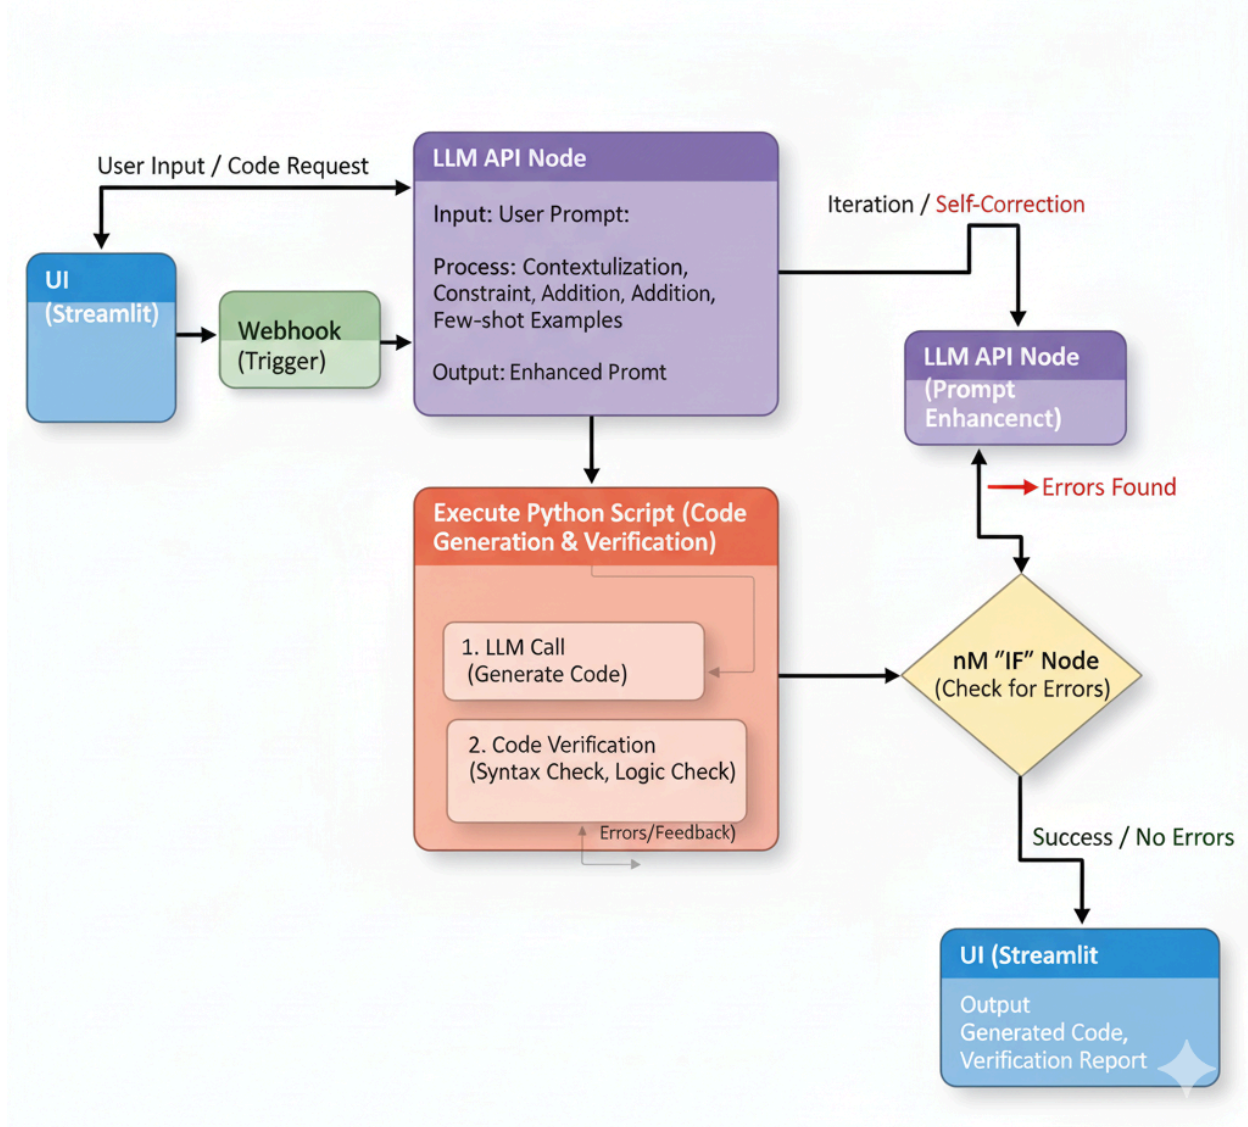 User Input / Code Request
LLM API Node
Input: User Prompt:
Process: Contextulization,
Constraint, Addition, Addition,
Few-shot Examples
Output: Enhanced Promt
UI
(Streamlit)
Webhook
(Trigger)
Iteration / Self-Correction
LLM API Node
(Prompt
Enhancenct)
Errors Found
Execute Python Script (Code
Generation & Verification)
1. LLM Call
(Generate Code)
2. Code Verification
(Syntax Check, Logic Check)
Errors/Feedback)
nM "IF" Node
(Check for Errors)
Success / No Errors
UI (Streamlit
Output
Generated Code,
Verification Report